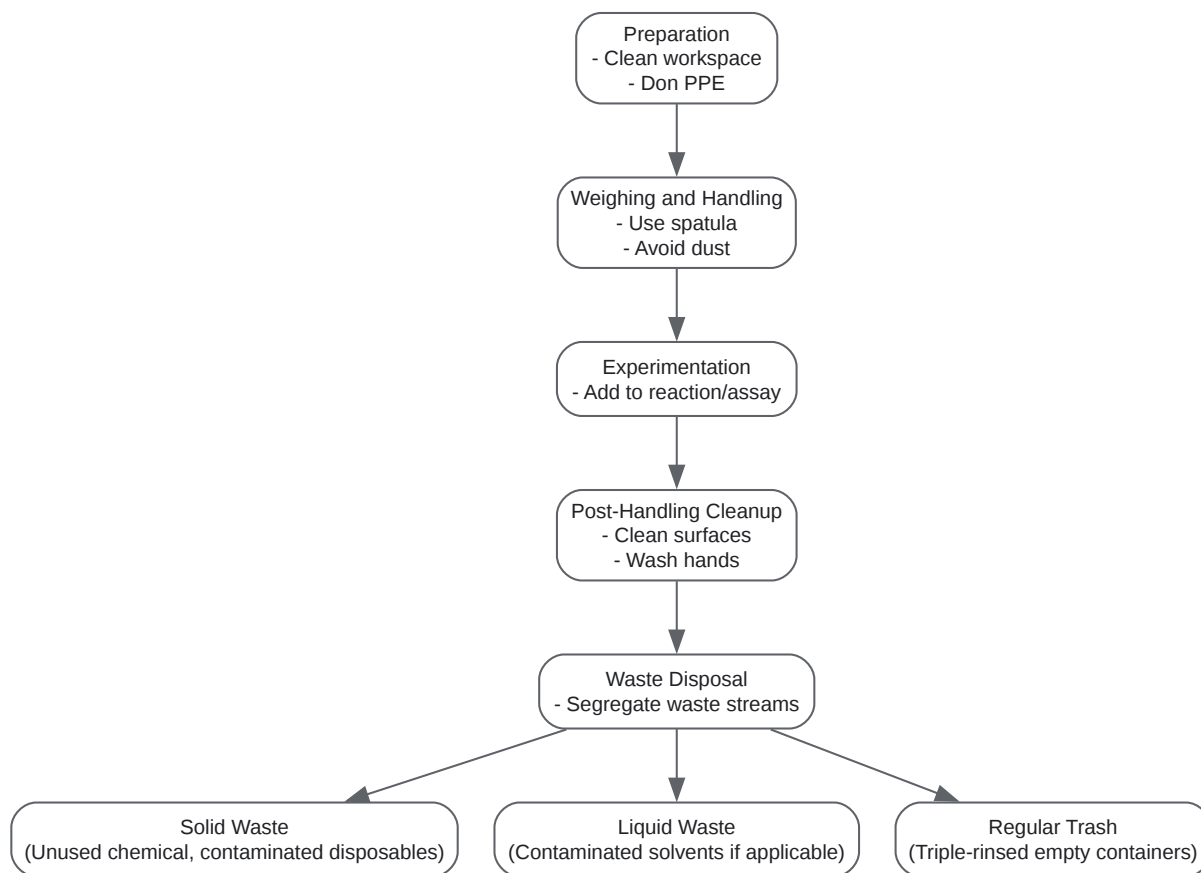 Preparation
- Clean workspace
- Don PPE
Weighing and Handling
- Use spatula
- Avoid dust
Experimentation
- Add to reaction/assay
Post-Handling Cleanup
- Clean surfaces
- Wash hands
Waste Disposal
- Segregate waste streams
Solid Waste
(Unused chemical, contaminated disposables)
Liquid Waste
(Contaminated solvents if applicable)
Regular Trash
(Triple-rinsed empty containers)